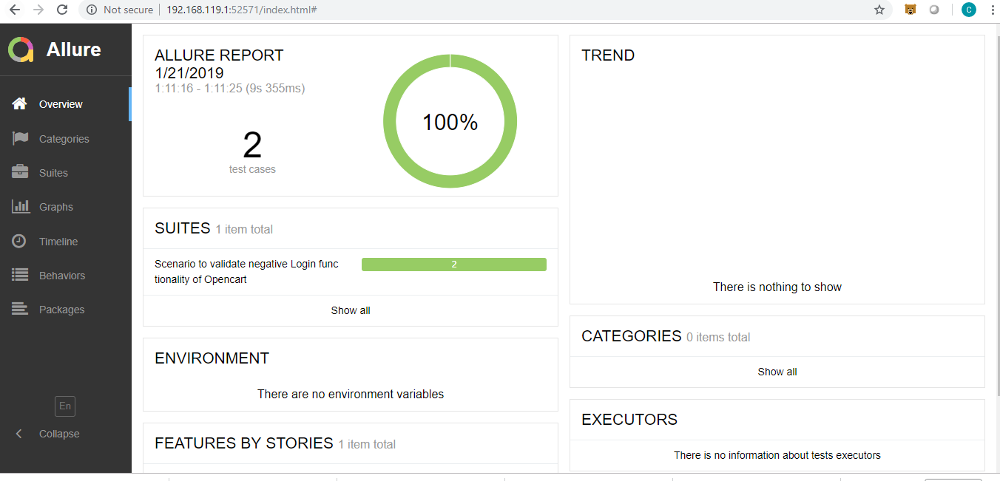 Not secure
192.168.119.1:52571/index.html#
C
Allure
Overview
Categories
Suites
Graphs
Timeline
Behaviors
Packages
En
Collapse
ALLURE REPORT
1/21/2019
1:11:16 - 1:11:25 (9s 355ms)
2
test cases
100%
SUITES 1 item total
Scenario to validate negative Login func
tionality of Opencart
2
Show all
ENVIRONMENT
There are no environment variables
FEATURES BY STORIES 1 item total
TREND
There is nothing to show
CATEGORIES 0 items total
Show all
EXECUTORS
There is no information about tests executors